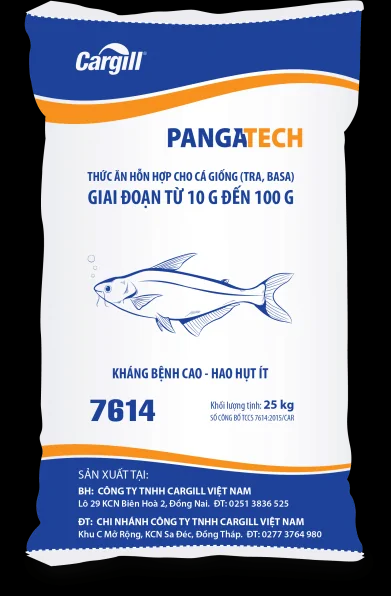 Cargill®
PANGATECH
THỨC ĂN HỖN HỢP CHO CÁ GIỐNG (TRA, BASA)
GIAI ĐOẠN TỪ 10 G ĐẾN 100 G
KHÁNG BỆNH CAO - HAO HỤT ÍT
7614
Khối lượng tịnh: 25 kg
SỐ CÔNG BỐ TCCS 7614:2015/CAR
SẢN XUẤT TẠI:
BH: CÔNG TY TNHH CARGILL VIỆT NAM
Lô 29 KCN Biên Hoà 2, Đồng Nai. ĐT: 0251 3836 525
ĐT: CHI NHÁNH CÔNG TY TNHH CARGILL VIỆT NAM
Khu C Mở Rộng, KCN Sa Đéc, Đồng Tháp. ĐT: 0277 3764 980